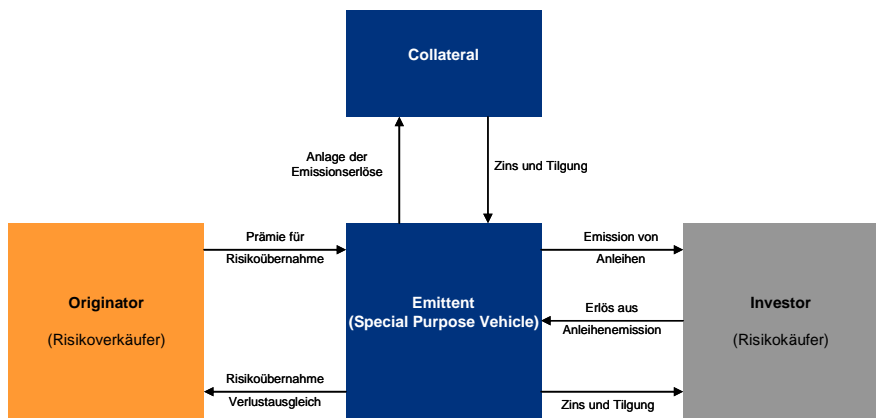 Collateral
Anlage der
Emissionserlöse
Zins und Tilgung
Prämie für
Risikoübernahme
Emission von
Anleihen
Originator
(Risikoverkäufer)
Emittent
(Special Purpose Vehicle)
Erlös aus
Anleihenemission
Investor
(Risikokäufer)
Risikoübernahme
Verlustausgleich
Zins und Tilgung